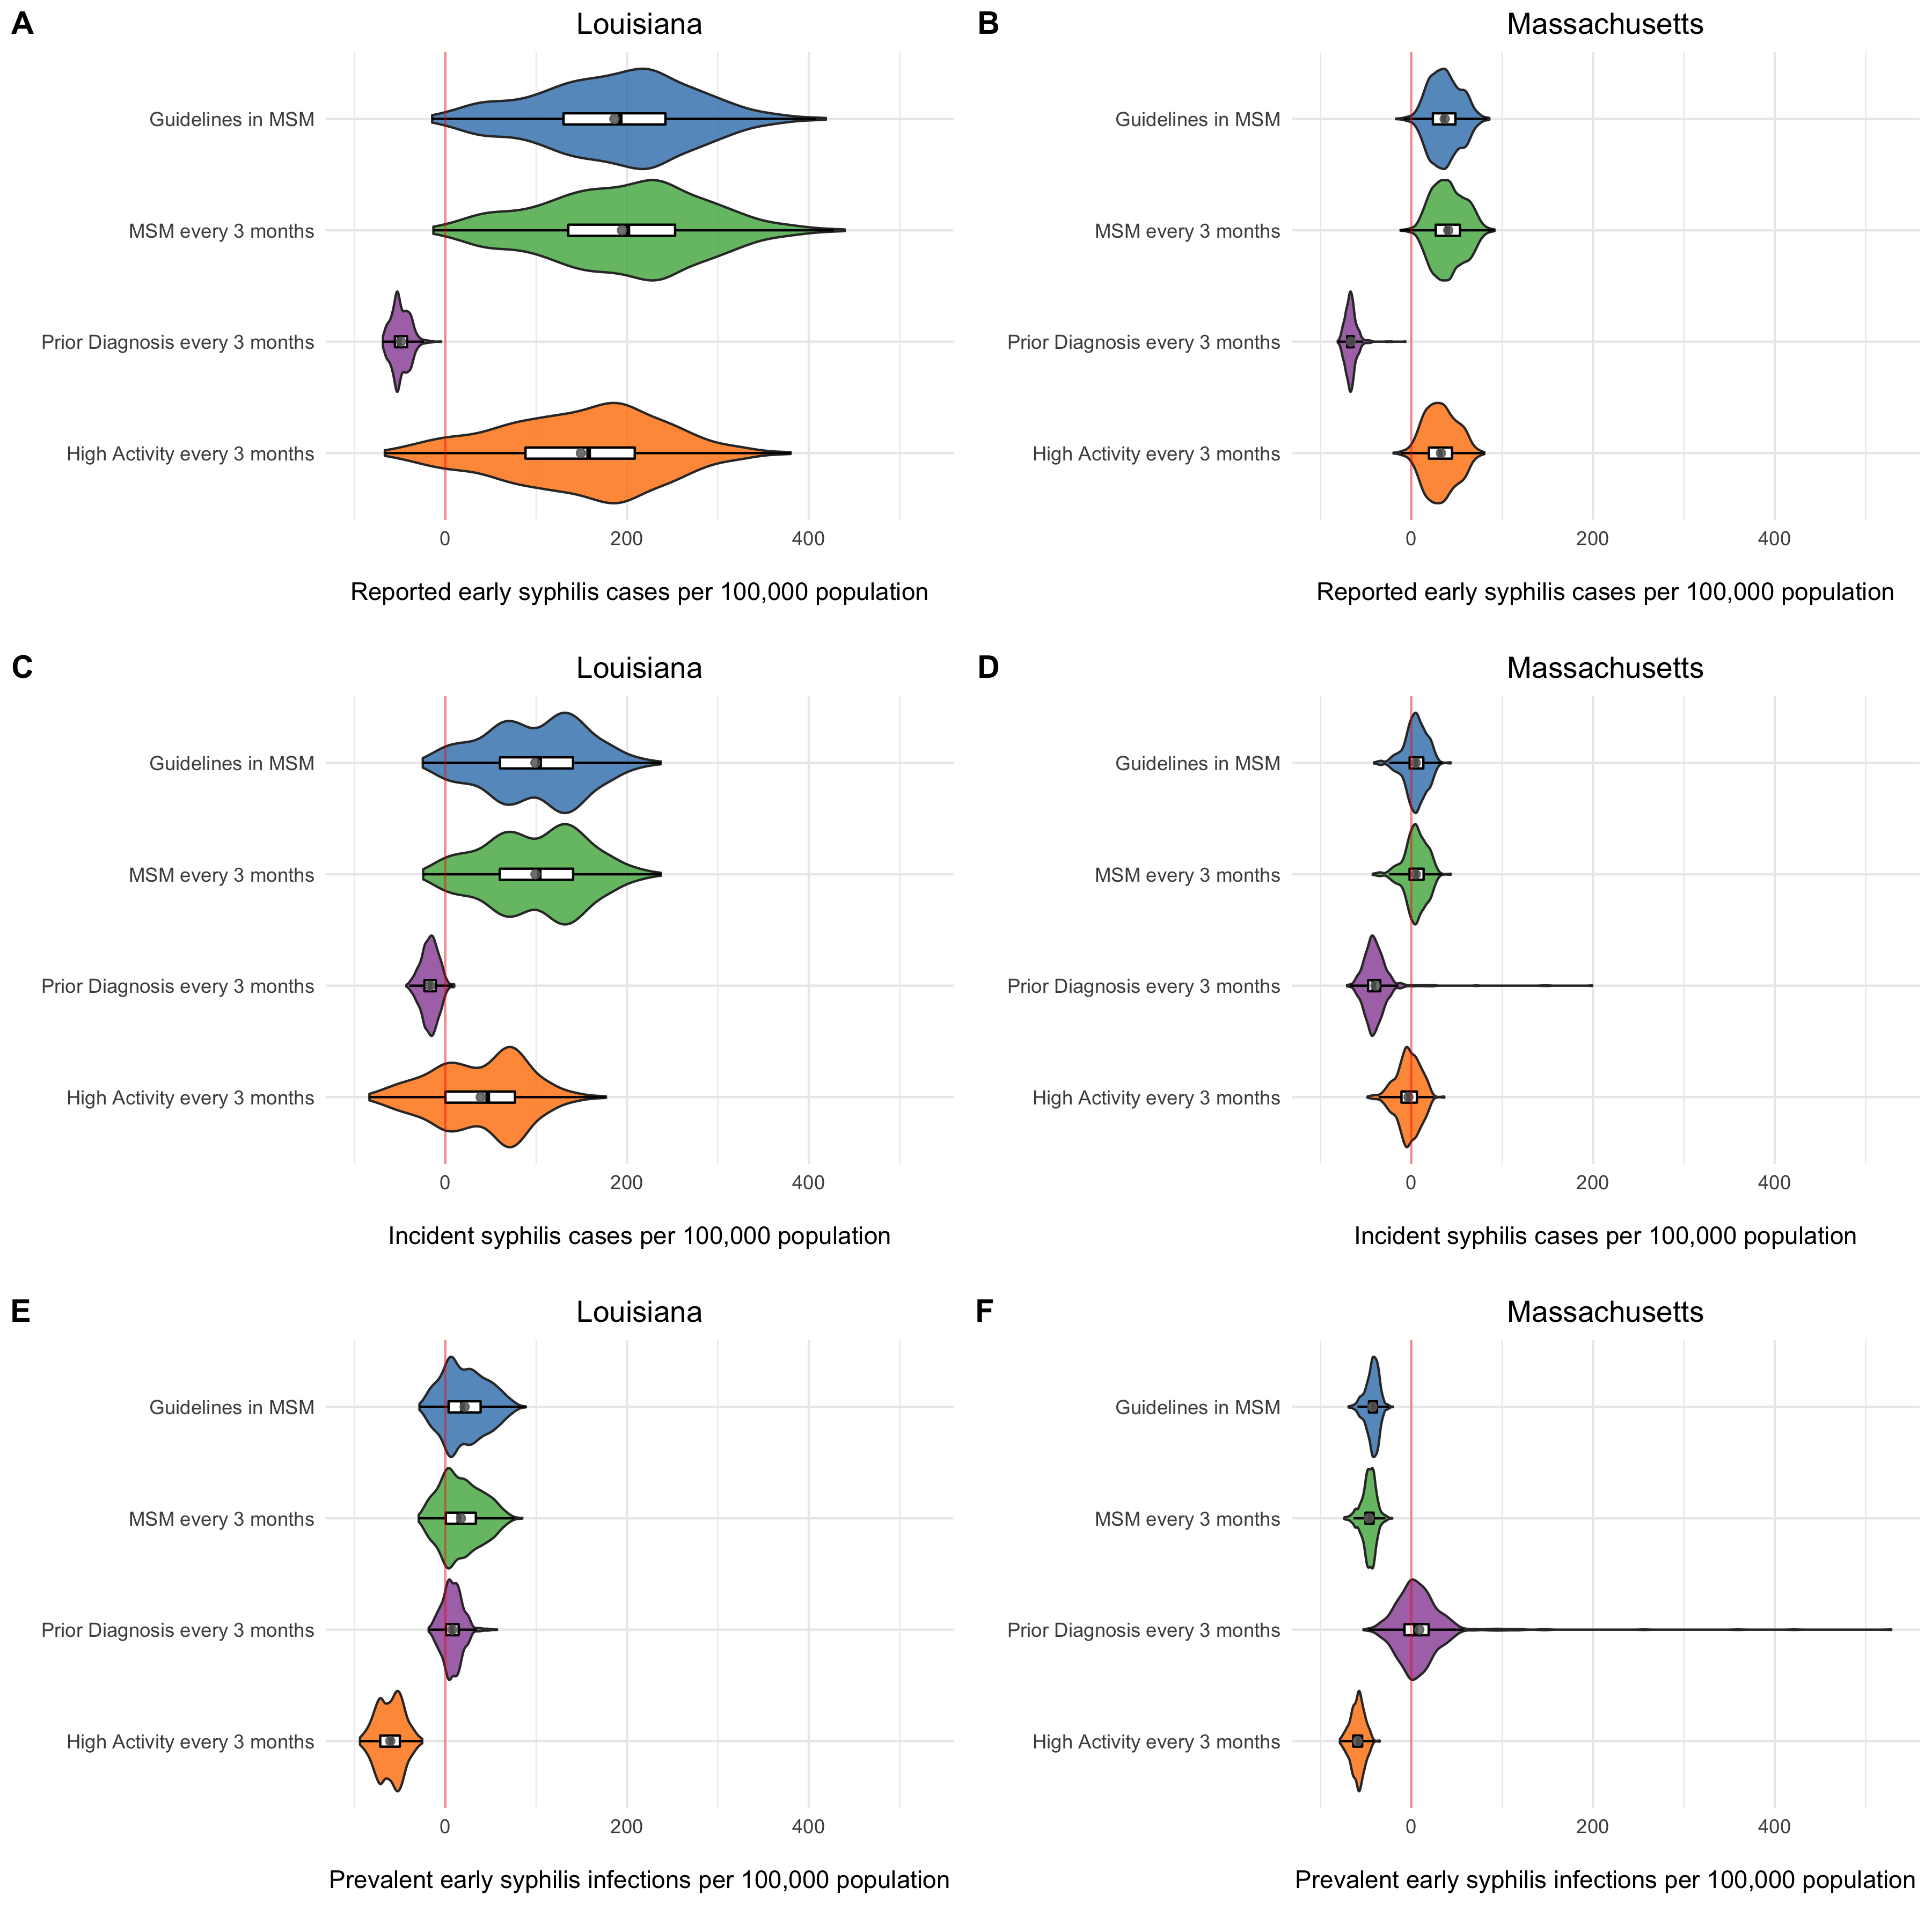 A
Louisiana
Guidelines in MSM
MSM every 3 months
Prior Diagnosis every 3 months
High Activity every 3 months
0 200 400
Reported early syphilis cases per 100,000 population
B
Massachusetts
Guidelines in MSM
MSM every 3 months
Prior Diagnosis every 3 months
High Activity every 3 months
0 200 400
Reported early syphilis cases per 100,000 population
C
Louisiana
Guidelines in MSM
MSM every 3 months
Prior Diagnosis every 3 months
High Activity every 3 months
0 200 400
Incident syphilis cases per 100,000 population
D
Massachusetts
Guidelines in MSM
MSM every 3 months
Prior Diagnosis every 3 months
High Activity every 3 months
0 200 400
Incident syphilis cases per 100,000 population
E
Louisiana
Guidelines in MSM
MSM every 3 months
Prior Diagnosis every 3 months
High Activity every 3 months
0 200 400
Prevalent early syphilis infections per 100,000 population
F
Massachusetts
Guidelines in MSM
MSM every 3 months
Prior Diagnosis every 3 months
High Activity every 3 months
0 200 400
Prevalent early syphilis infections per 100,000 population